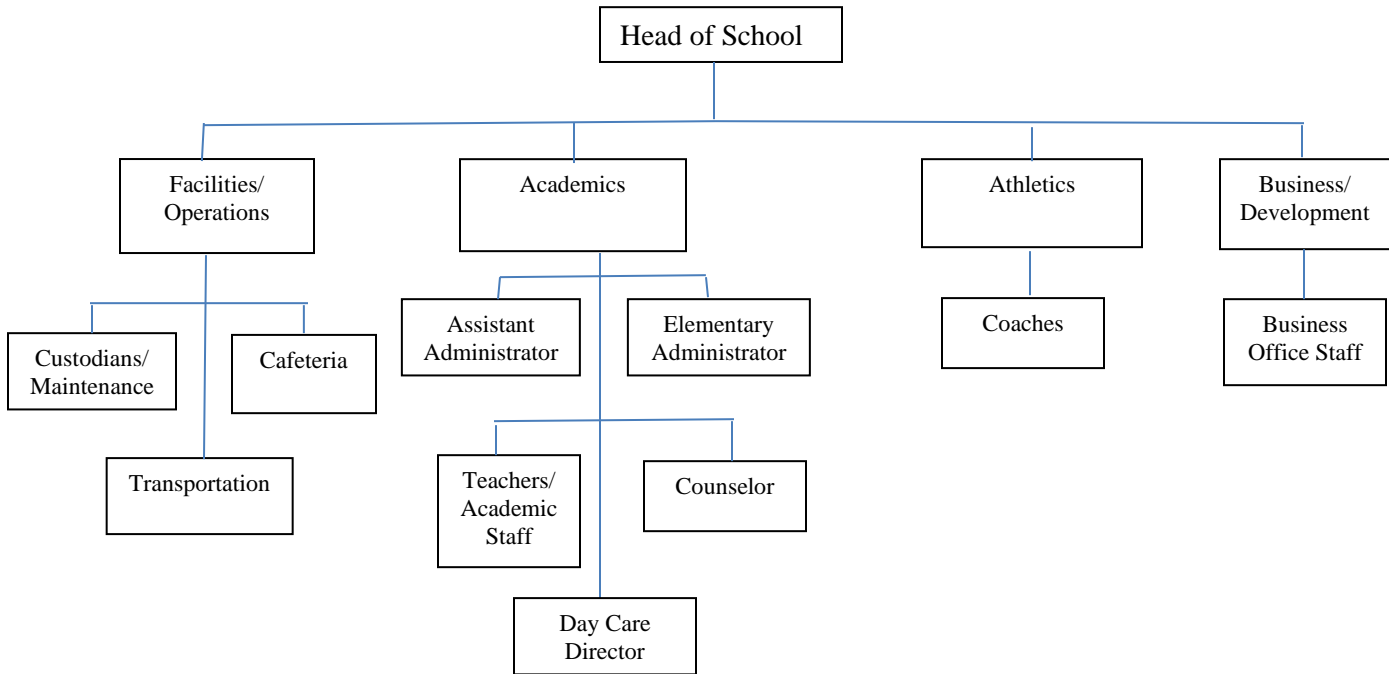 Head of School
Facilities/
Operations
Academics
Athletics
Business/
Development
Assistant
Administrator
Elementary
Administrator
Coaches
Business
Office Staff
Custodians/
Maintenance
Cafeteria
Transportation
Teachers/
Academic
Staff
Counselor
Day Care
Director